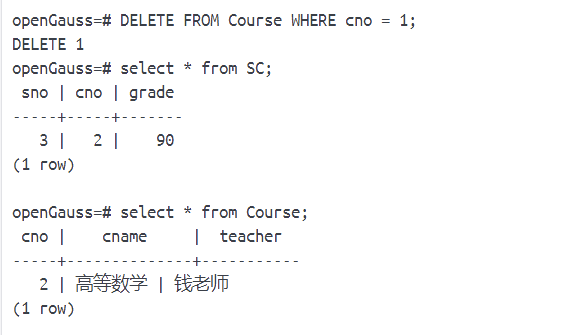 openGauss=# DELETE FROM Course WHERE cno = 1;
DELETE 1
openGauss=# select * from SC;
 sno | cno | grade
-----+-----+-------
   3 |   2 |    90
(1 row)

openGauss=# select * from Course;
 cno |    cname     |  teacher
-----+--------------+-----------
   2 | 高等数学 | 钱老师
(1 row)